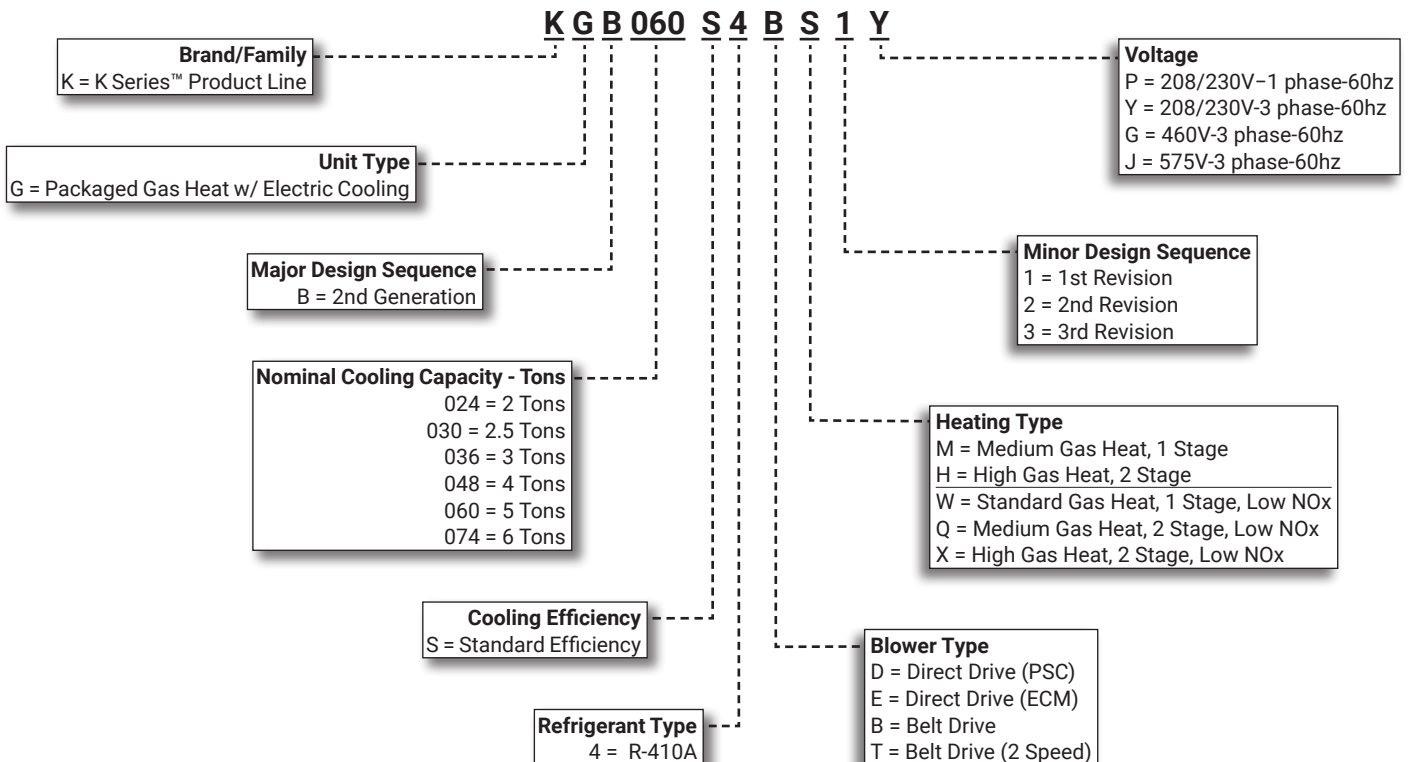 K G B 060 S 4 B S 1 Y
Brand/Family
K = K Series™ Product Line
Voltage
P = 208/230V−1 phase-60hz
Y = 208/230V-3 phase-60hz
G = 460V-3 phase-60hz
J = 575V-3 phase-60hz
Unit Type
G = Packaged Gas Heat w/ Electric Cooling
Major Design Sequence
B = 2nd Generation
Minor Design Sequence
1 = 1st Revision
2 = 2nd Revision
3 = 3rd Revision
Nominal Cooling Capacity - Tons
024 = 2 Tons
030 = 2.5 Tons
036 = 3 Tons
048 = 4 Tons
060 = 5 Tons
074 = 6 Tons
Heating Type
M = Medium Gas Heat, 1 Stage
H = High Gas Heat, 2 Stage
W = Standard Gas Heat, 1 Stage, Low NOx
Q = Medium Gas Heat, 2 Stage, Low NOx
X = High Gas Heat, 2 Stage, Low NOx
Cooling Efficiency
S = Standard Efficiency
Blower Type
D = Direct Drive (PSC)
E = Direct Drive (ECM)
B = Belt Drive
T = Belt Drive (2 Speed)
Refrigerant Type
4 = R-410A